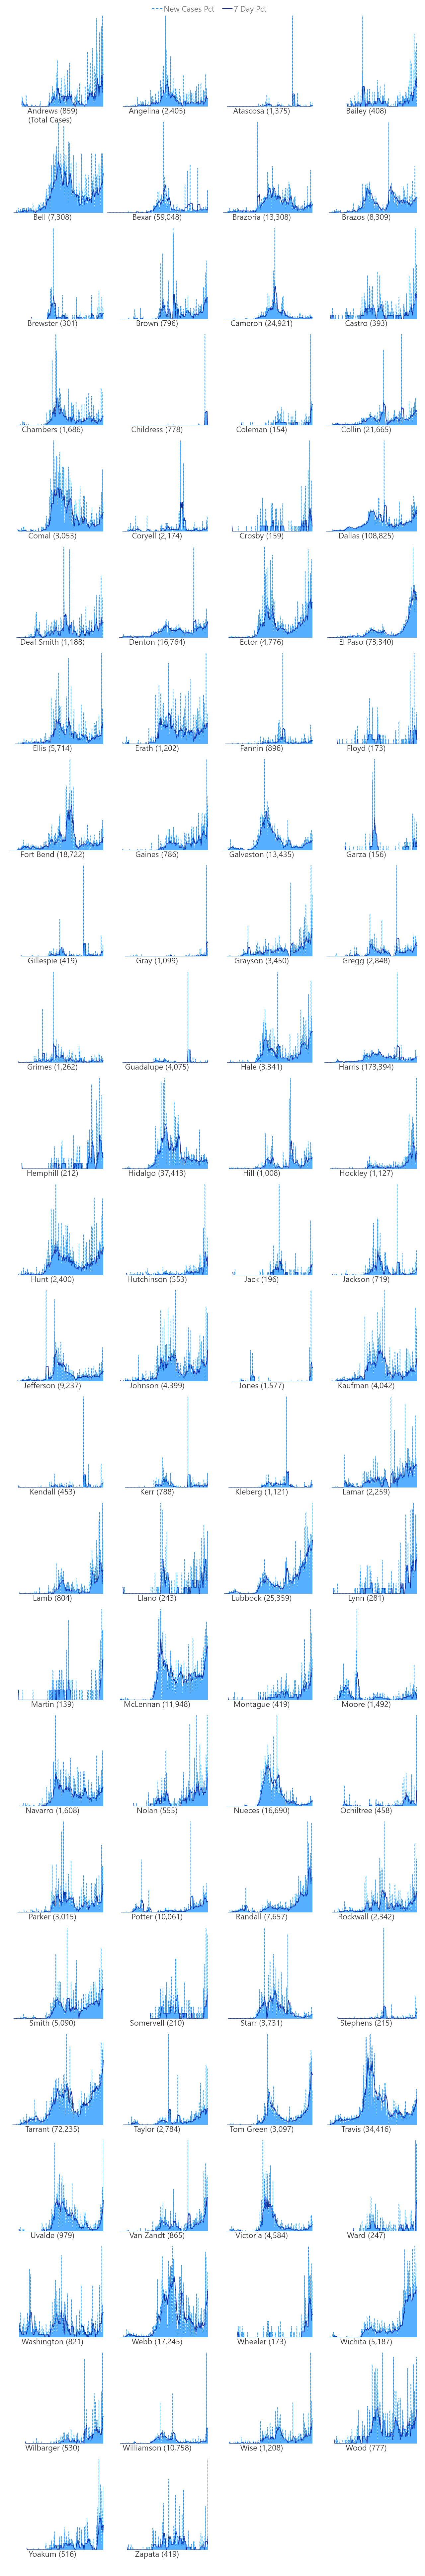 New Cases Pct 7 Day Pct
Andrews (859) Angelina (2,405) Atascosa (1,375) Bailey (408)
(Total Cases)
Bell (7,308) Bexar (59,048) Brazoria (13,308) Brazos (8,309)
Brewster (301) Brown (796) Cameron (24,921) Castro (393)
Chambers (1,686) Childress (778) Coleman (154) Collin (21,665)
Comal (3,053) Coryell (2,174) Crosby (159) Dallas (108,825)
Deaf Smith (1,188) Denton (16,764) Ector (4,776) El Paso (73,340)
Ellis (5,714) Erath (1,202) Fannin (896) Floyd (173)
Fort Bend (18,722) Gaines (786) Galveston (13,435) Garza (156)
Gillespie (419) Gray (1,099) Grayson (3,450) Gregg (2,848)
Grimes (1,262) Guadalupe (4,075) Hale (3,341) Harris (173,394)
Hemphill (212) Hidalgo (37,413) Hill (1,008) Hockley (1,127)
Hunt (2,400) Hutchinson (553) Jack (196) Jackson (719)
Jefferson (9,237) Johnson (4,399) Jones (1,577) Kaufman (4,042)
Kendall (453) Kerr (788) Kleberg (1,121) Lamar (2,259)
Lamb (804) Llano (243) Lubbock (25,359) Lynn (281)
Martin (139) McLennan (11,948) Montague (419) Moore (1,492)
Navarro (1,608) Nolan (555) Nueces (16,690) Ochiltree (458)
Parker (3,015) Potter (10,061) Randall (7,657) Rockwall (2,342)
Smith (5,090) Somervell (210) Starr (3,731) Stephens (215)
Tarrant (72,235) Taylor (2,784) Tom Green (3,097) Travis (34,416)
Uvalde (979) Van Zandt (865) Victoria (4,584) Ward (247)
Washington (821) Webb (17,245) Wheeler (173) Wichita (5,187)
Wilbarger (530) Williamson (10,758) Wise (1,208) Wood (777)
Yoakum (516) Zapata (419)